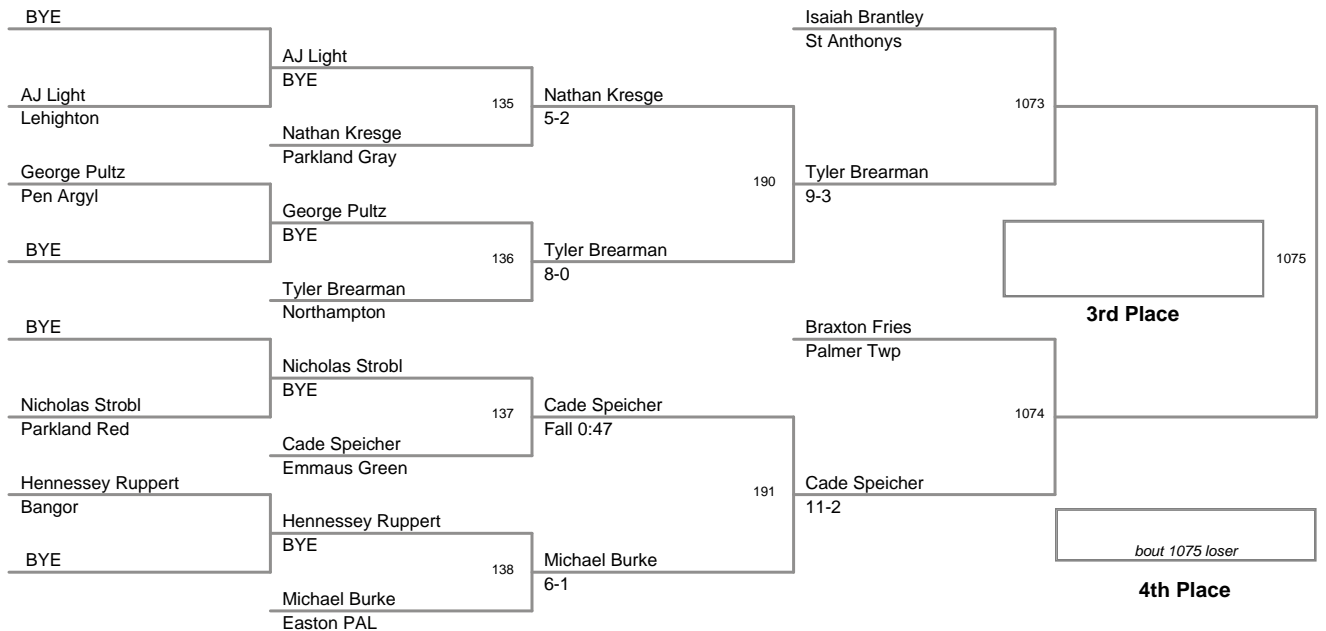 BYE
AJ Light
Lehighton
George Pultz
Pen Argyl
BYE
BYE
Nicholas Strobl
Parkland Red
Hennessey Ruppert
Bangor
BYE
AJ Light
BYE
135
Nathan Kresge
Parkland Gray
George Pultz
BYE
136
Tyler Brearman
Northampton
Nicholas Strobl
BYE
137
Cade Speicher
Emmaus Green
Hennessey Ruppert
BYE
138
Michael Burke
Easton PAL
Nathan Kresge
5-2
190
Tyler Brearman
8-0
Cade Speicher
Fall 0:47
191
Michael Burke
6-1
Isaiah Brantley
St Anthonys
1073
Tyler Brearman
9-3
Braxton Fries
Palmer Twp
1074
Cade Speicher
11-2
1075
3rd Place
bout 1075 loser
4th Place